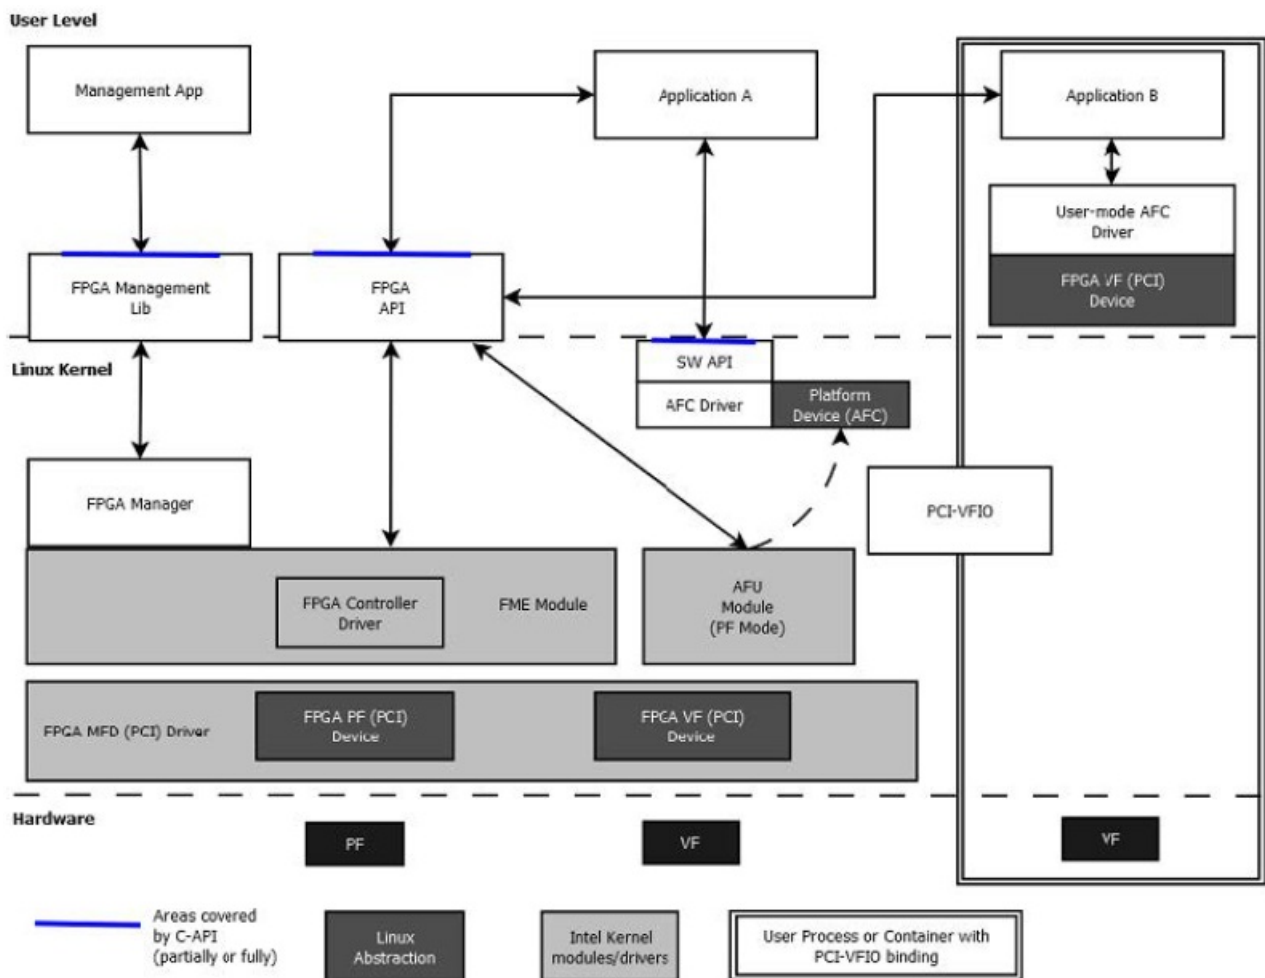 User Level
Management App
Application A
Application B
User-mode AFC
Driver
FPGA VF (PCI)
Device
FPGA Management
Lib
FPGA
API
Linux Kernel
SW API
AFC Driver
Platform
Device (AFC)
FPGA Manager
PCI-VFIO
FPGA Controller
Driver
FME Module
AFU
Module
(PF Mode)
FPGA MFD (PCI) Driver
FPGA PF (PCI)
Device
FPGA VF (PCI)
Device
Hardware
PF
VF
VF
Areas covered
by C-API
(partially or fully)
Linux
Abstraction
Intel Kernel
modules/drivers
User Process or Container with
PCI-VFIO binding